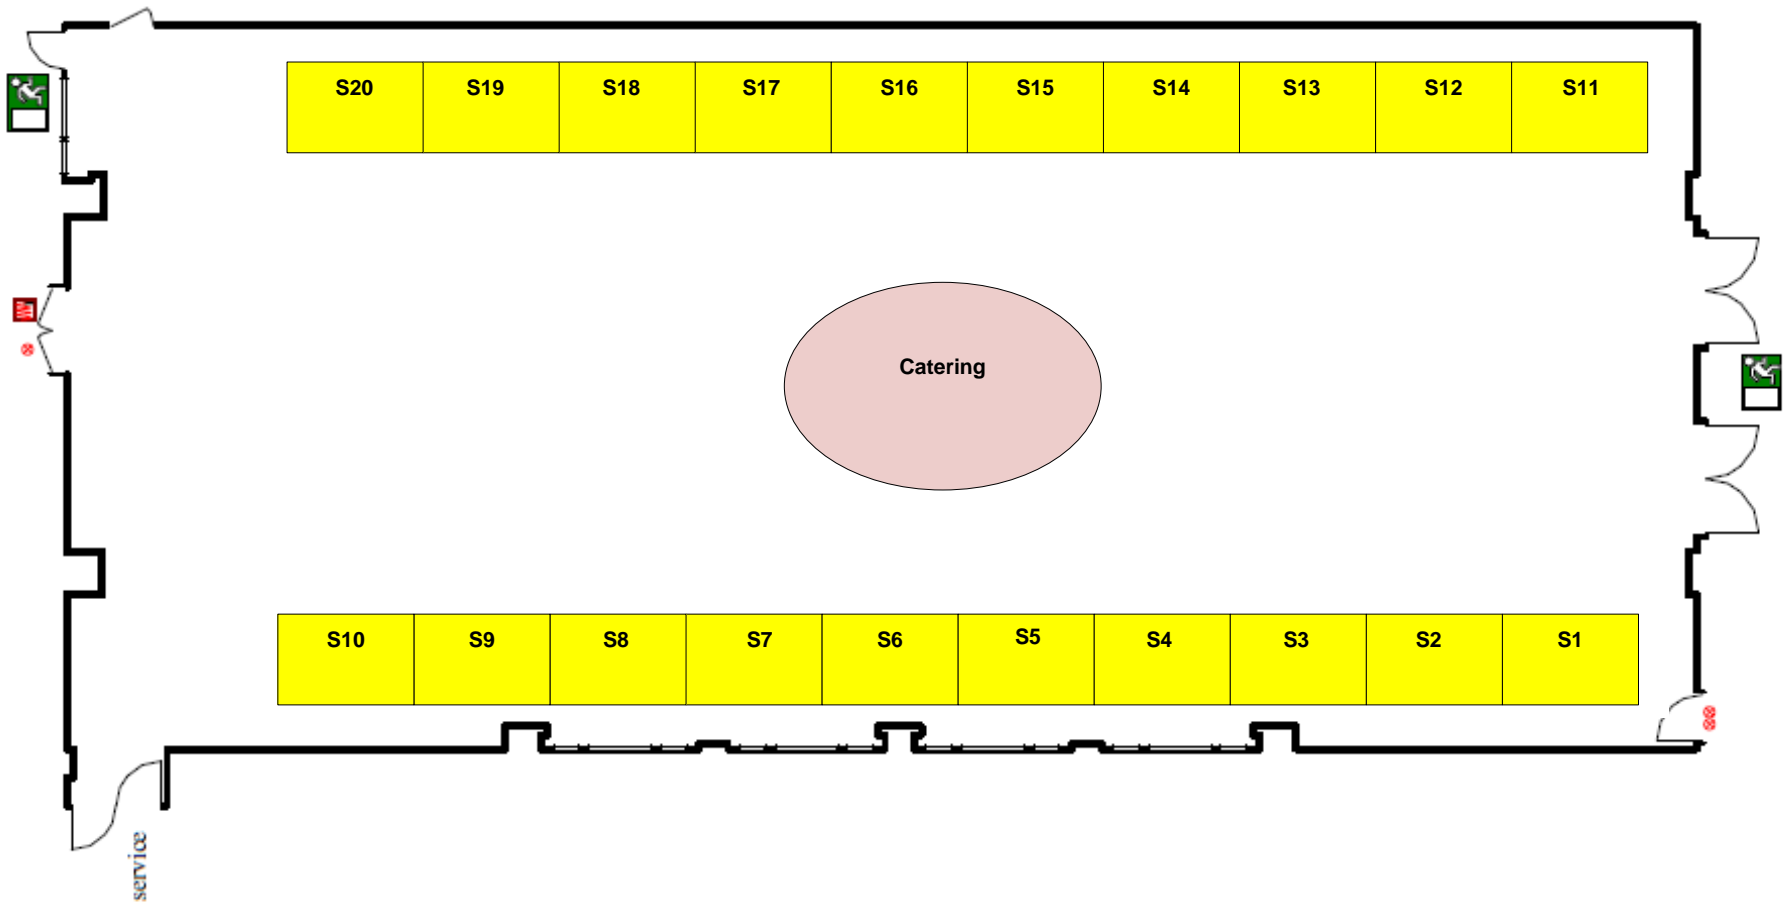 S20 S19 S18 S17 S16 S15 S14 S13 S12 S11
Catering
S10 S9 S8 S7 S6 S5 S4 S3 S2 S1
service